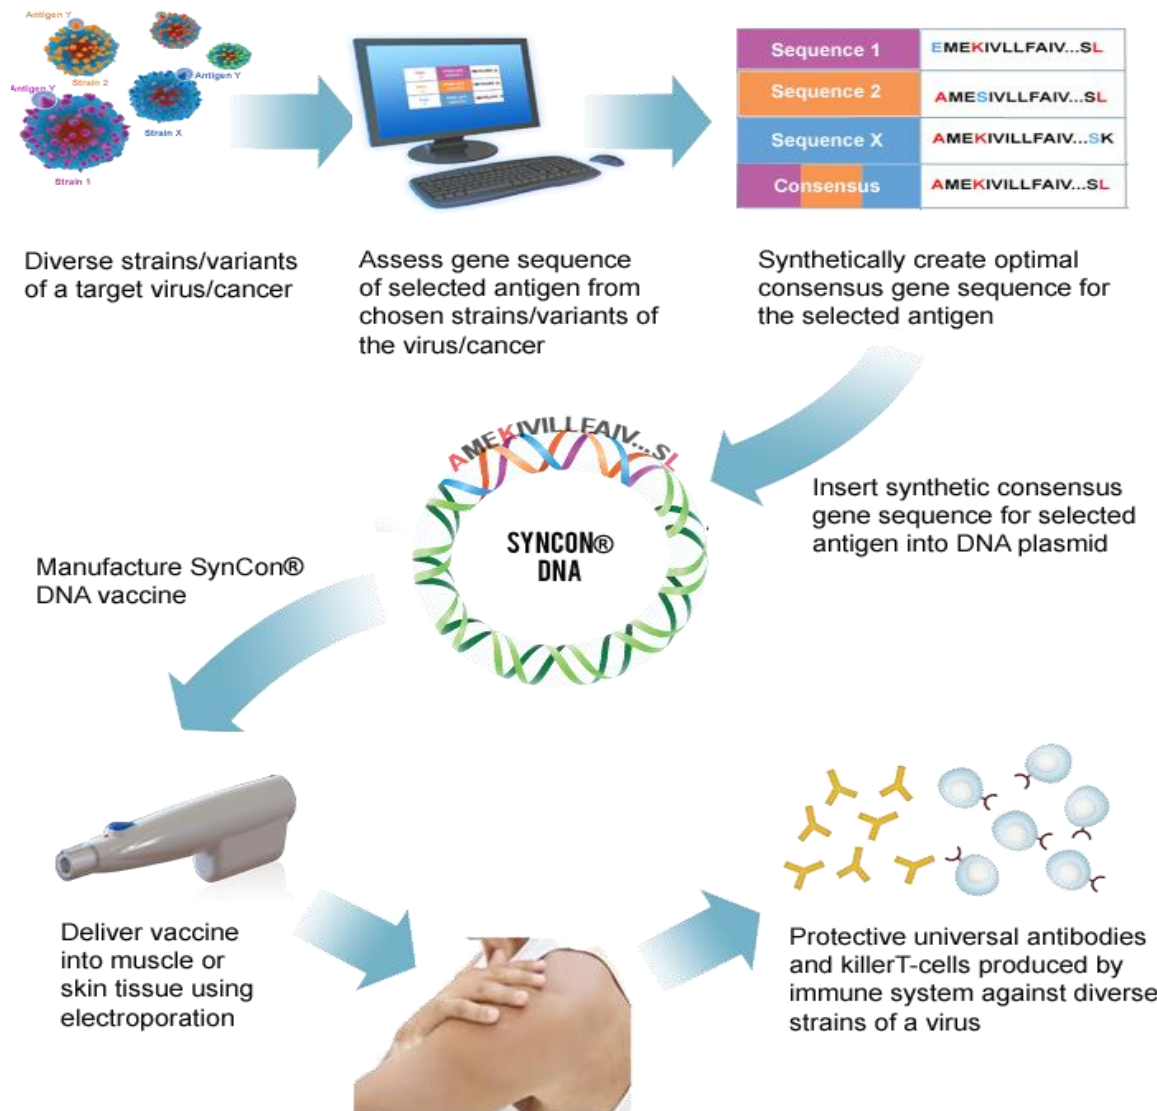 Antigen Y
Strain 2
Antigen Y
Antigen Y
Strain X
Strain 1
Sequence 1 EMEKIVLLFAIV...SL
Sequence 2 AMESIVLLFAIV...SL
Sequence X AMEKIVLLFAIV...SK
Consensus AMEKIVILLFAIV...SL
Diverse strains/variants
of a target virus/cancer
Assess gene sequence
of selected antigen from
chosen strains/variants of
the virus/cancer
Synthetically create optimal
consensus gene sequence for
the selected antigen
AMEKIVILLFAIV...SL
SYNCON®
DNA
Insert synthetic consensus
gene sequence for selected
antigen into DNA plasmid
Manufacture SynCon®
DNA vaccine
Deliver vaccine
into muscle or
skin tissue using
electroporation
Protective universal antibodies
and killerT-cells produced by
immune system against diverse
strains of a virus